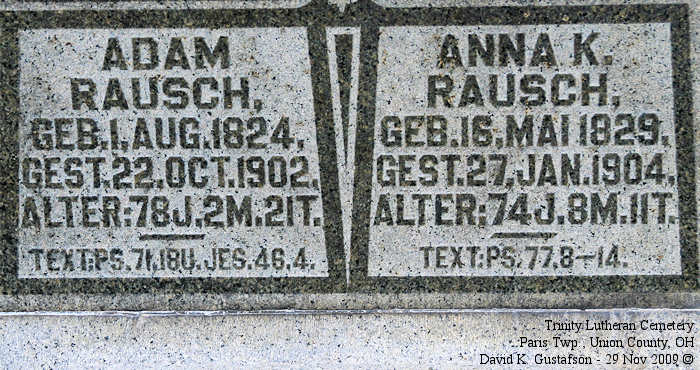 ADAM
RAUSCH,
GEB.1,AUG.1824.
GEST.22.OCT.1902.
ALTER:78J.2M.21T.
TEXT:PS.71,18U.JES.46,4.
ANNA K.
RAUSCH,
GEB.16,MAI 1829.
GEST.27,JAN.1904.
ALTER:74J.8M.11T.
TEXT:PS.77.8–14.
Trinity Lutheran Cemetery
Paris Twp , Union County, OH
David K. Gustafson - 29 Nov 2009 ©